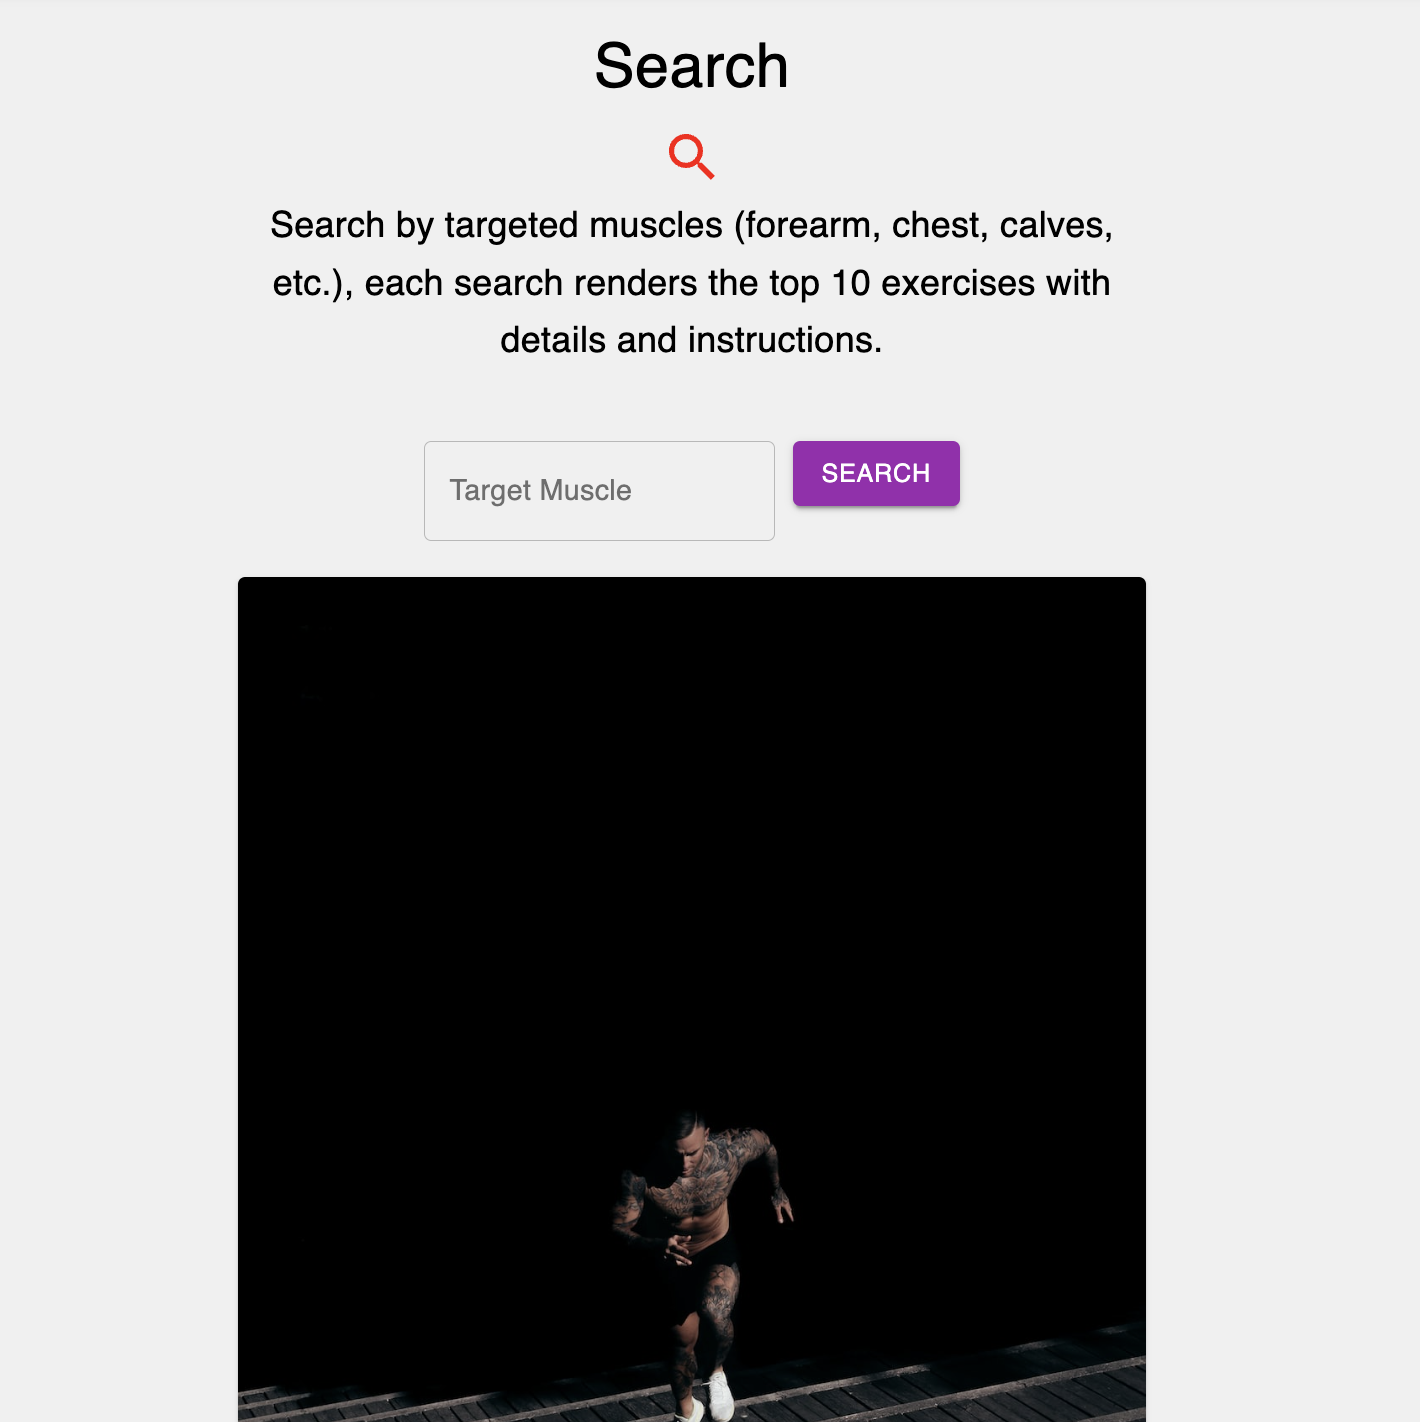 Search
Search by targeted muscles (forearm, chest, calves,
etc.), each search renders the top 10 exercises with
details and instructions.
Target Muscle
SEARCH